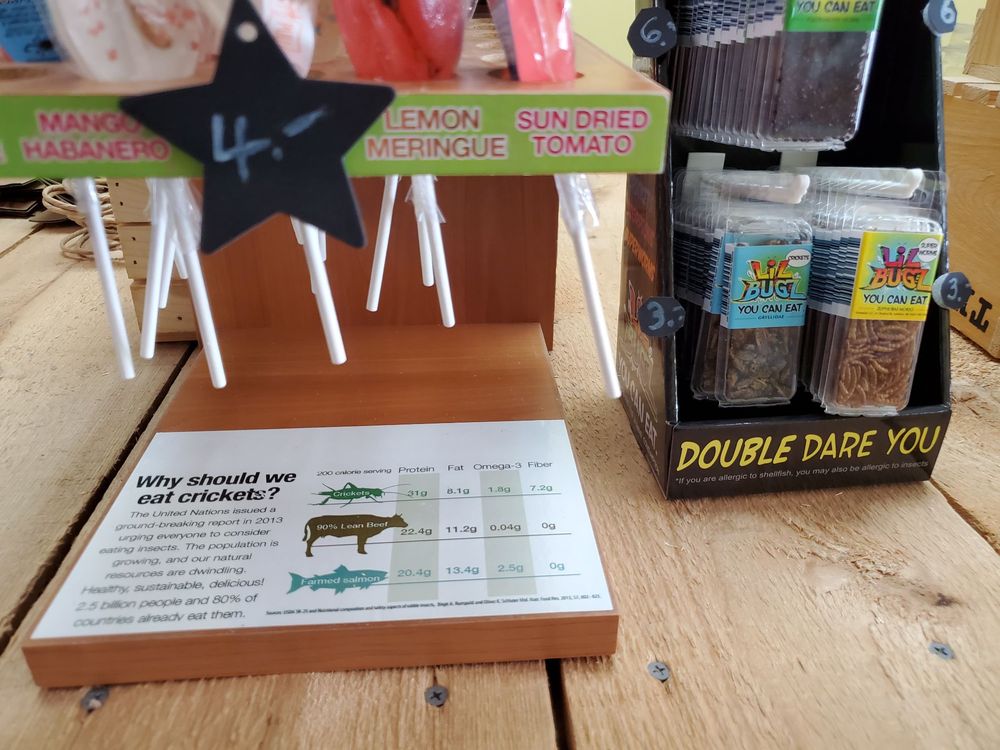 YOU CAN EAT
6.
6
MANGO
HABANERO
4.-
LEMON
MERINGUE
SUN DRIED
TOMATO
LiL
BUGZ
CRICKETS
YOU CAN EAT
GRYLLIDAE
LiL
BUGZ
SUPER
WORMS
YOU CAN EAT
3.
3.
DOUBLE DARE YOU
*If you are allergic to shellfish, you may also be allergic to insects
Why should we
eat crickets?
The United Nations issued a
ground-breaking report in 2013
urging everyone to consider
eating insects. The population is
growing, and our natural
resources are dwindling.
Healthy, sustainable, delicious!
2.5 billion people and 80% of
countries already eat them.
200 calorie serving Protein Fat Omega-3 Fiber
Crickets 31g 8.1g 1.8g 7.2g
90% Lean Beef 22.4g 11.2g 0.04g 0g
Farmed salmon 20.4g 13.4g 2.5g 0g